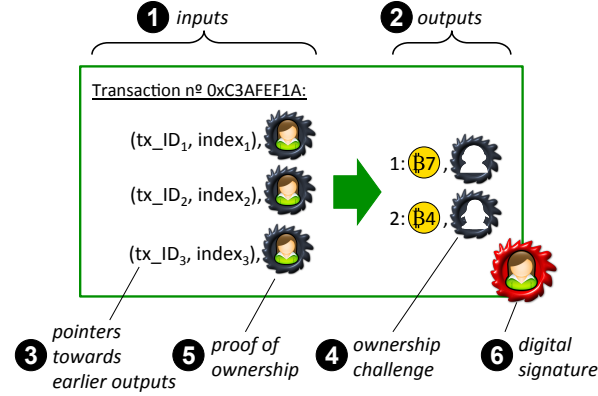 1 inputs
2 outputs
Transaction nº 0xC3AFEF1A:
(tx_ID₁, index₁),
(tx_ID₂, index₂),
(tx_ID₃, index₃),
1: ₿7 ,
2: ₿4 ,
3 pointers
towards
earlier outputs
5 proof of
ownership
4 ownership
challenge
6 digital
signature